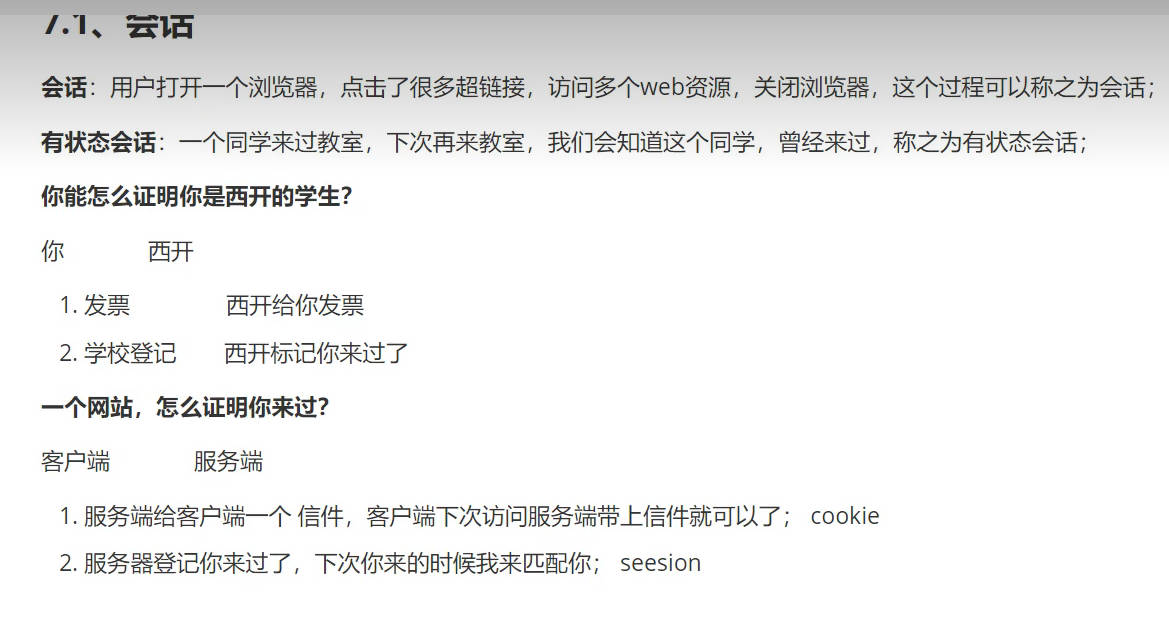 7.1、会话
会话：用户打开一个浏览器，点击了很多超链接，访问多个web资源，关闭浏览器，这个过程可以称之为会话；
有状态会话：一个同学来过教室，下次再来教室，我们会知道这个同学，曾经来过，称之为有状态会话；
你能怎么证明你是西开的学生？
你 西开
1. 发票 西开给你发票
2. 学校登记 西开标记你来过了
一个网站，怎么证明你来过？
客户端 服务端
1. 服务端给客户端一个 信件，客户端下次访问服务端带上信件就可以了； cookie
2. 服务器登记你来过了，下次你来的时候我来匹配你； seesion